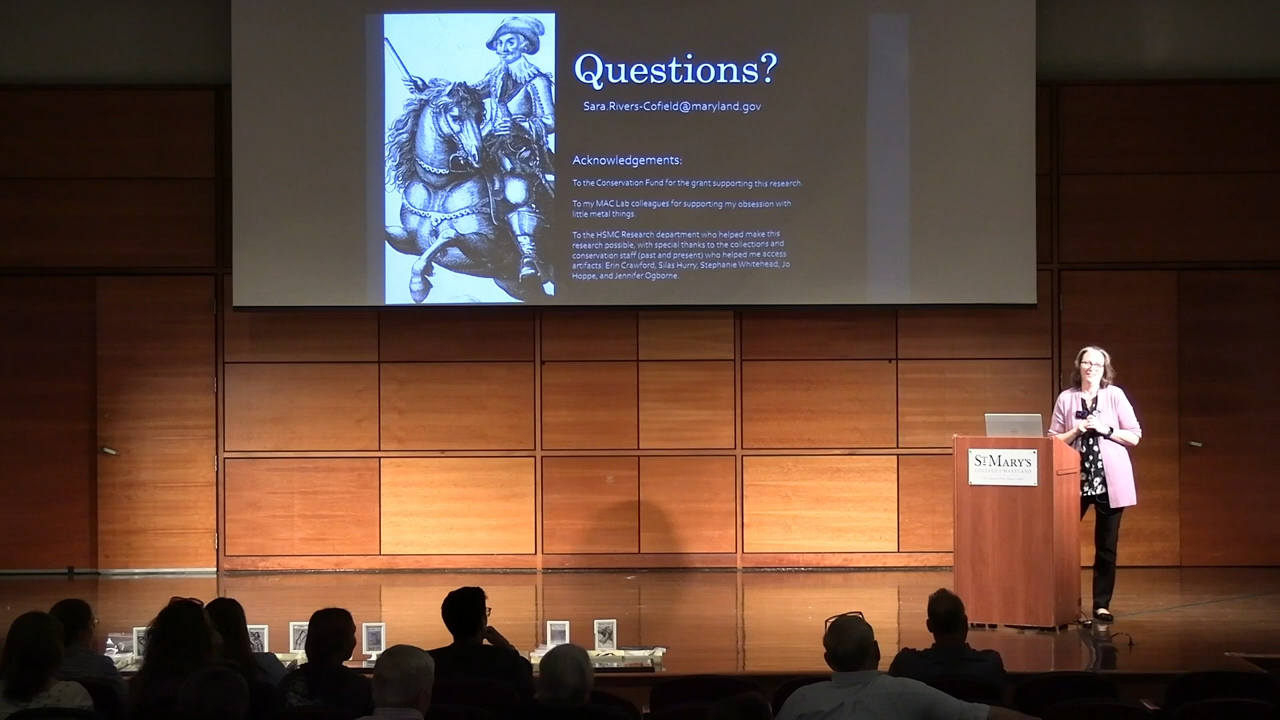 Questions?
Sara.Rivers-Cofield@maryland.gov
Acknowledgements:
To the Conservation Fund for the grant supporting this research.
To my MAC Lab colleagues for supporting my obsession with
little metal things.
To the HSMC Research department who helped make this
research possible, with special thanks to the collections and
conservation staff (past and present) who helped me access
artifacts: Erin Crawford, Silas Hurry, Stephanie Whitehead, Jo
Hoppe, and Jennifer Ogborne.
ST MARY'S
COLLEGE of MARYLAND